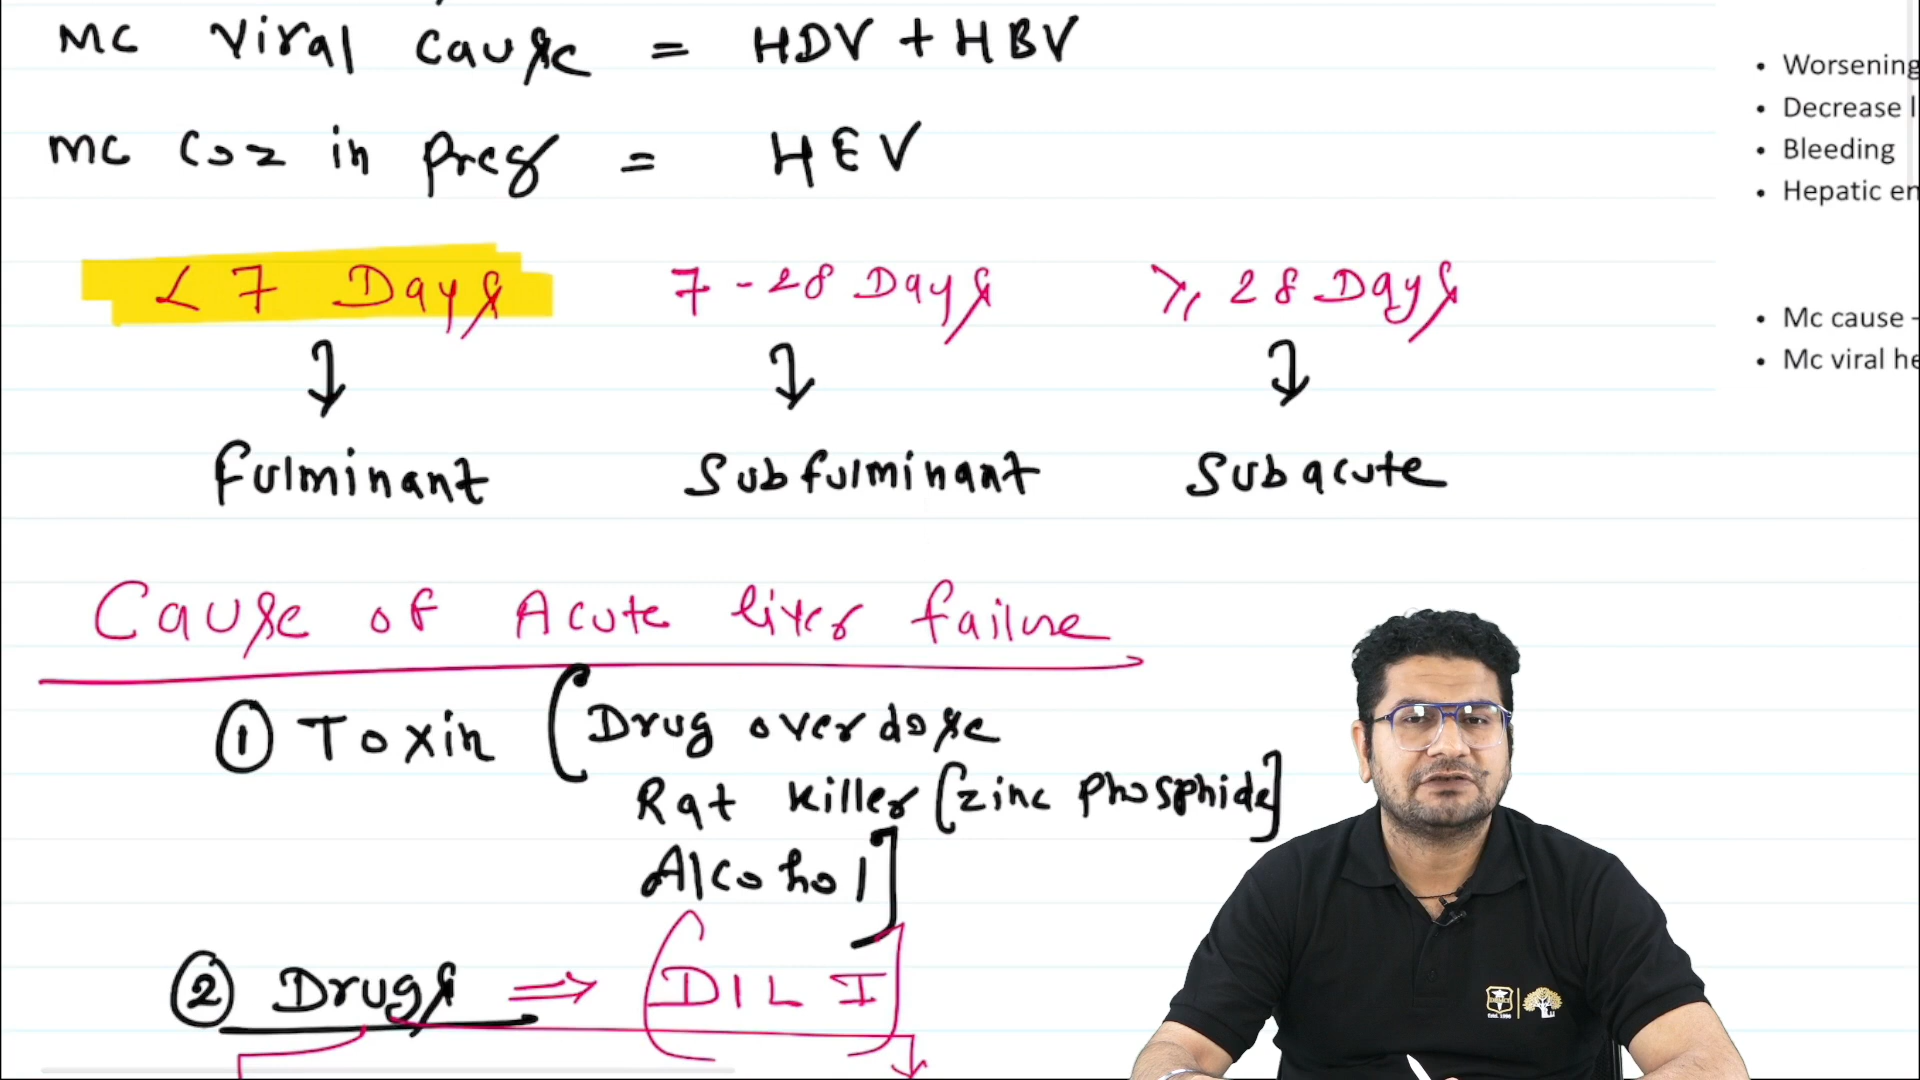 MC Viral Cause = HDV + HBV
MC Coz in Preg = HEV
< 7 Days 7-28 Days ≥ 28 Days
↓ ↓ ↓
Fulminant Subfulminant Subacute
Cause of Acute liver failure
① Toxin [Drug overdose
Rat Killer [Zinc Phosphide]
Alcohol]
② Drugs ⇒ [DILI]
• Worsening
• Decrease l
• Bleeding
• Hepatic en
• Mc cause -
• Mc viral he